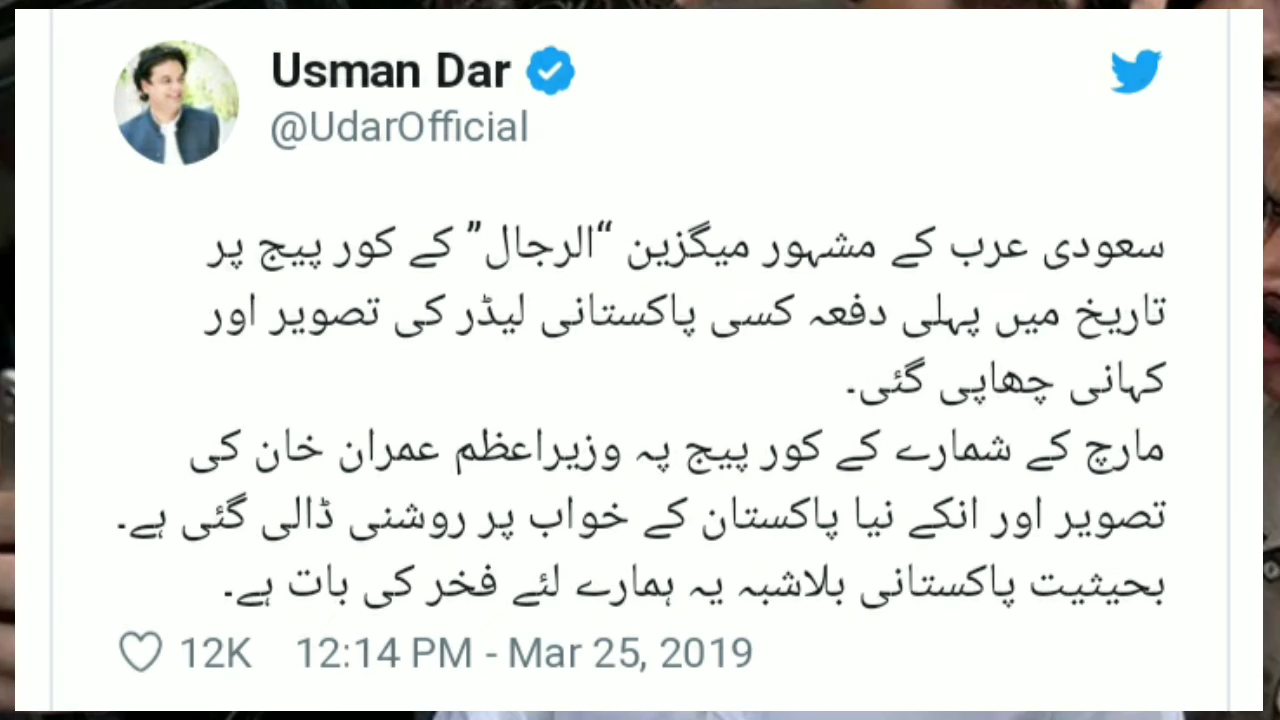 Usman Dar
@UdarOfficial
سعودی عرب کے مشہور میگزین “الرجال” کے کور پیج پر
تاریخ میں پہلی دفعہ کسی پاکستانی لیڈر کی تصویر اور
کہانی چھاپی گئی۔
مارچ کے شمارے کے کور پیج پہ وزیراعظم عمران خان کی
تصویر اور انکے نیا پاکستان کے خواب پر روشنی ڈالی گئی ہے۔
بحیثیت پاکستانی بلاشبہ یہ ہمارے لئے فخر کی بات ہے۔
12K 12:14 PM - Mar 25, 2019